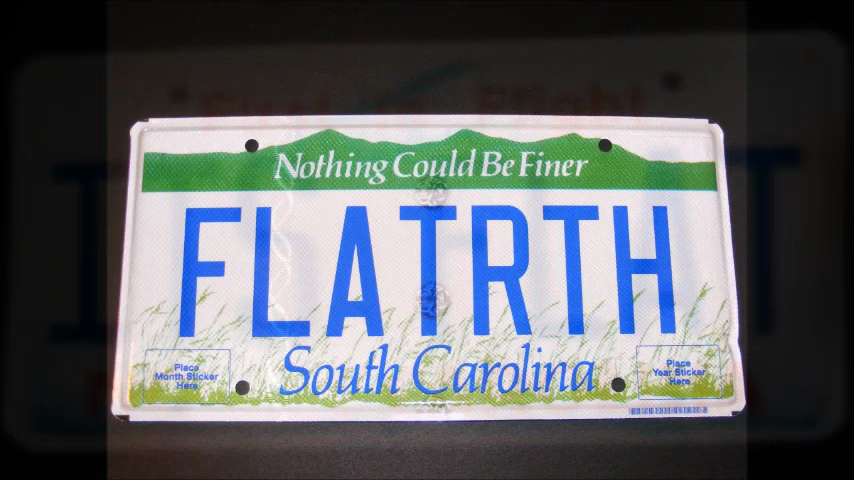 Nothing Could Be Finer
FLATRTH
South Carolina
Place
Month Sticker
Here
Place
Year Sticker
Here